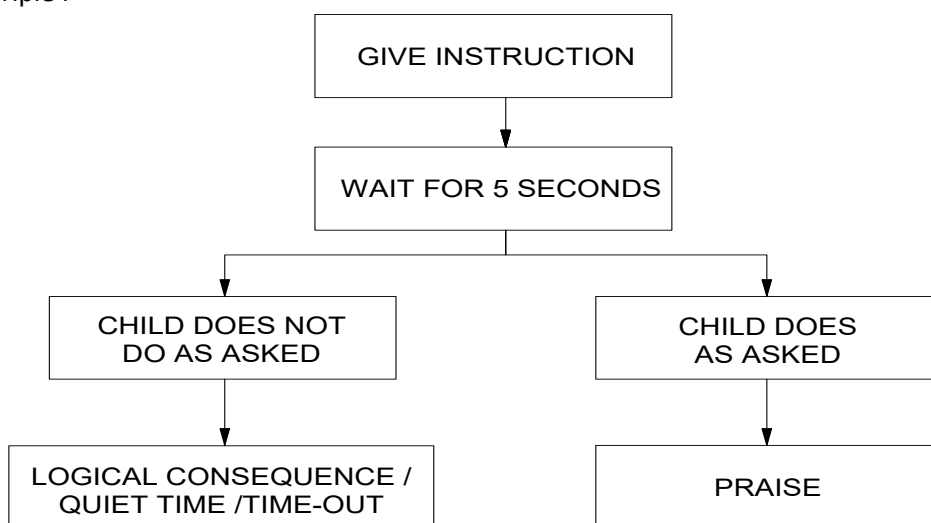 GIVE INSTRUCTION
WAIT FOR 5 SECONDS
CHILD DOES NOT
DO AS ASKED
CHILD DOES
AS ASKED
LOGICAL CONSEQUENCE /
QUIET TIME /TIME-OUT
PRAISE